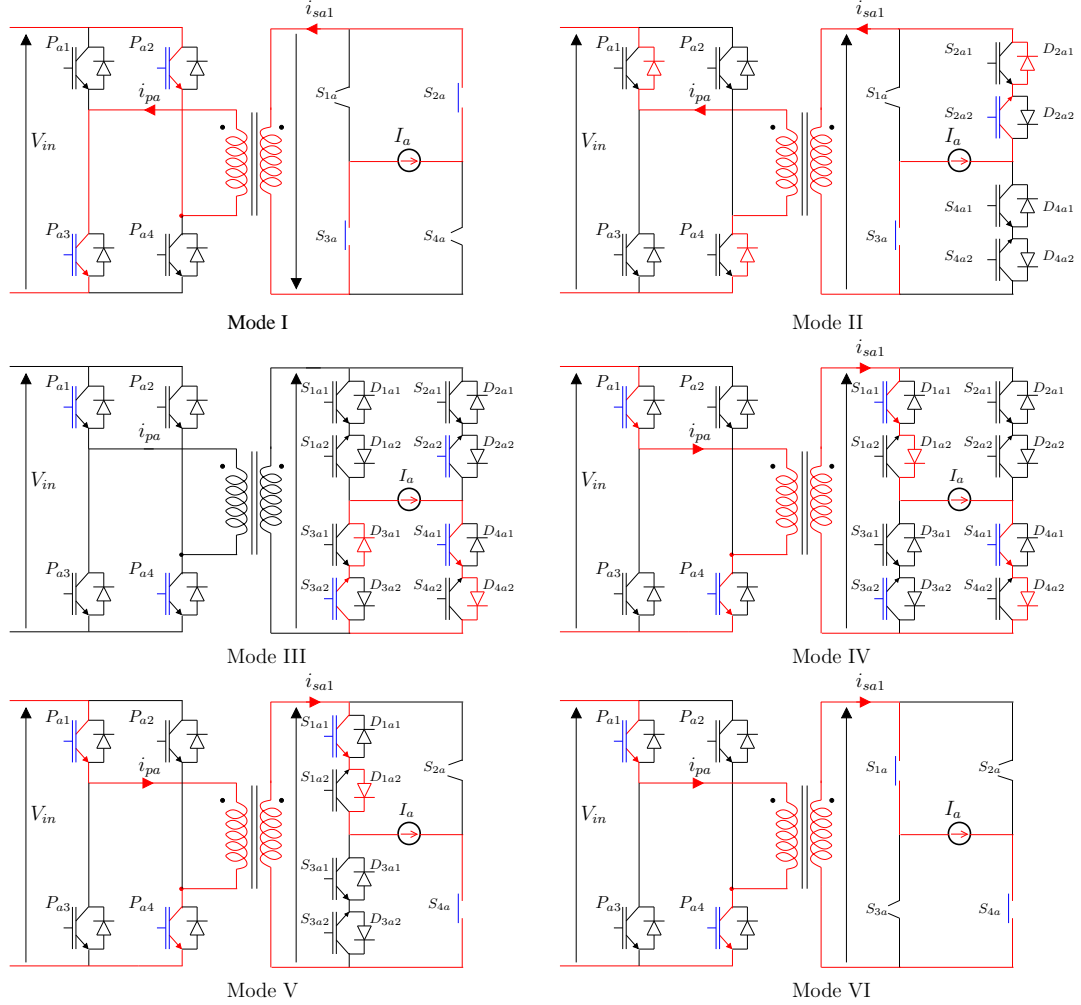 i_{sa1}
P_{a1} P_{a2}
S_{1a} S_{2a}
i_{pa}
V_{in} I_a
P_{a3} P_{a4}
S_{3a} S_{4a}
Mode I
i_{sa1}
P_{a1} P_{a2}
S_{2a1} D_{2a1}
S_{1a}
i_{pa}
S_{2a2} D_{2a2}
V_{in} I_a
S_{4a1} D_{4a1}
P_{a3} P_{a4}
S_{3a}
S_{4a2} D_{4a2}
Mode II
P_{a1} P_{a2}
S_{1a1} D_{1a1} S_{2a1} D_{2a1}
i_{pa}
S_{1a2} D_{1a2} S_{2a2} D_{2a2}
V_{in} I_a
S_{3a1} D_{3a1} S_{4a1} D_{4a1}
P_{a3} P_{a4}
S_{3a2} D_{3a2} S_{4a2} D_{4a2}
Mode III
i_{sa1}
P_{a1} P_{a2}
S_{1a1} D_{1a1} S_{2a1} D_{2a1}
i_{pa}
S_{1a2} D_{1a2} S_{2a2} D_{2a2}
V_{in} I_a
S_{3a1} D_{3a1} S_{4a1} D_{4a1}
P_{a3} P_{a4}
S_{3a2} D_{3a2} S_{4a2} D_{4a2}
Mode IV
i_{sa1}
P_{a1} P_{a2}
S_{1a1} D_{1a1}
S_{2a}
i_{pa}
S_{1a2} D_{1a2}
V_{in} I_a
S_{3a1} D_{3a1}
P_{a3} P_{a4}
S_{4a}
S_{3a2} D_{3a2}
Mode V
i_{sa1}
P_{a1} P_{a2}
S_{1a} S_{2a}
i_{pa}
V_{in} I_a
P_{a3} P_{a4}
S_{3a} S_{4a}
Mode VI